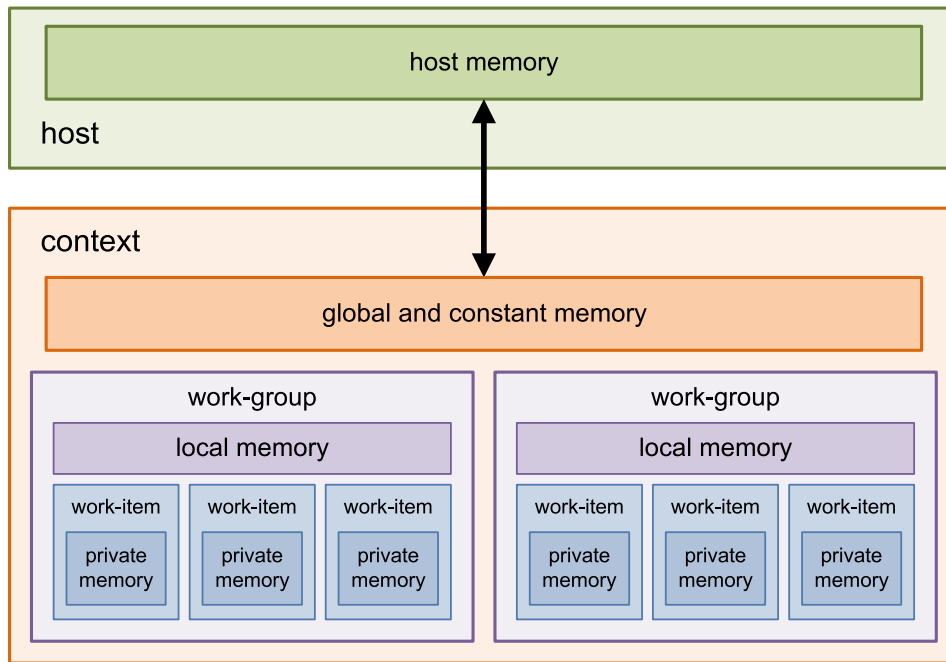 host memory
host
context
global and constant memory
work-group
local memory
work-item
private
memory
work-item
private
memory
work-item
private
memory
work-group
local memory
work-item
private
memory
work-item
private
memory
work-item
private
memory